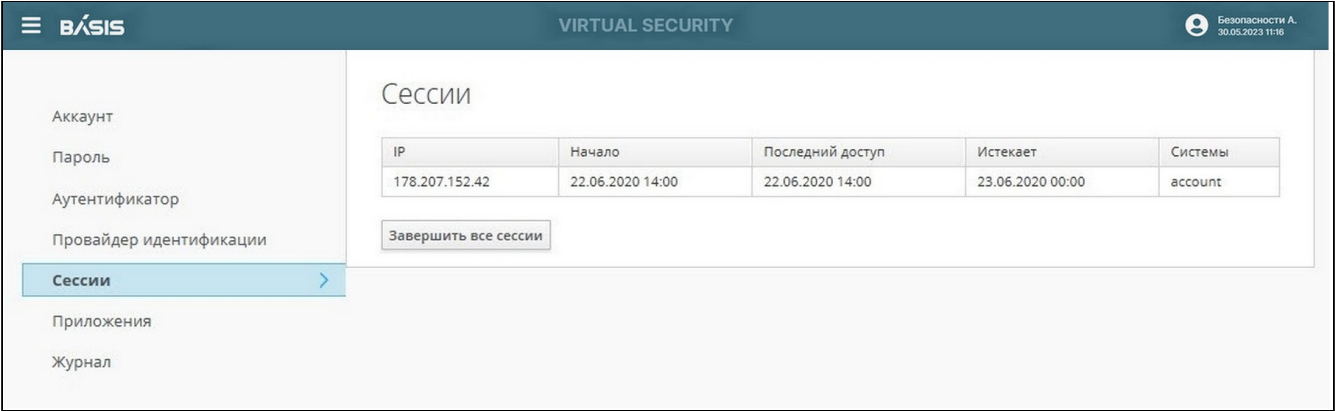 BASIS
VIRTUAL SECURITY
Безопасности А.
30.05.2023 11:16
Аккаунт
Пароль
Аутентификатор
Провайдер идентификации
Сессии
Приложения
Журнал
Сессии
IP Начало Последний доступ Истекает Системы
178.207.152.42 22.06.2020 14:00 22.06.2020 14:00 23.06.2020 00:00 account
Завершить все сессии